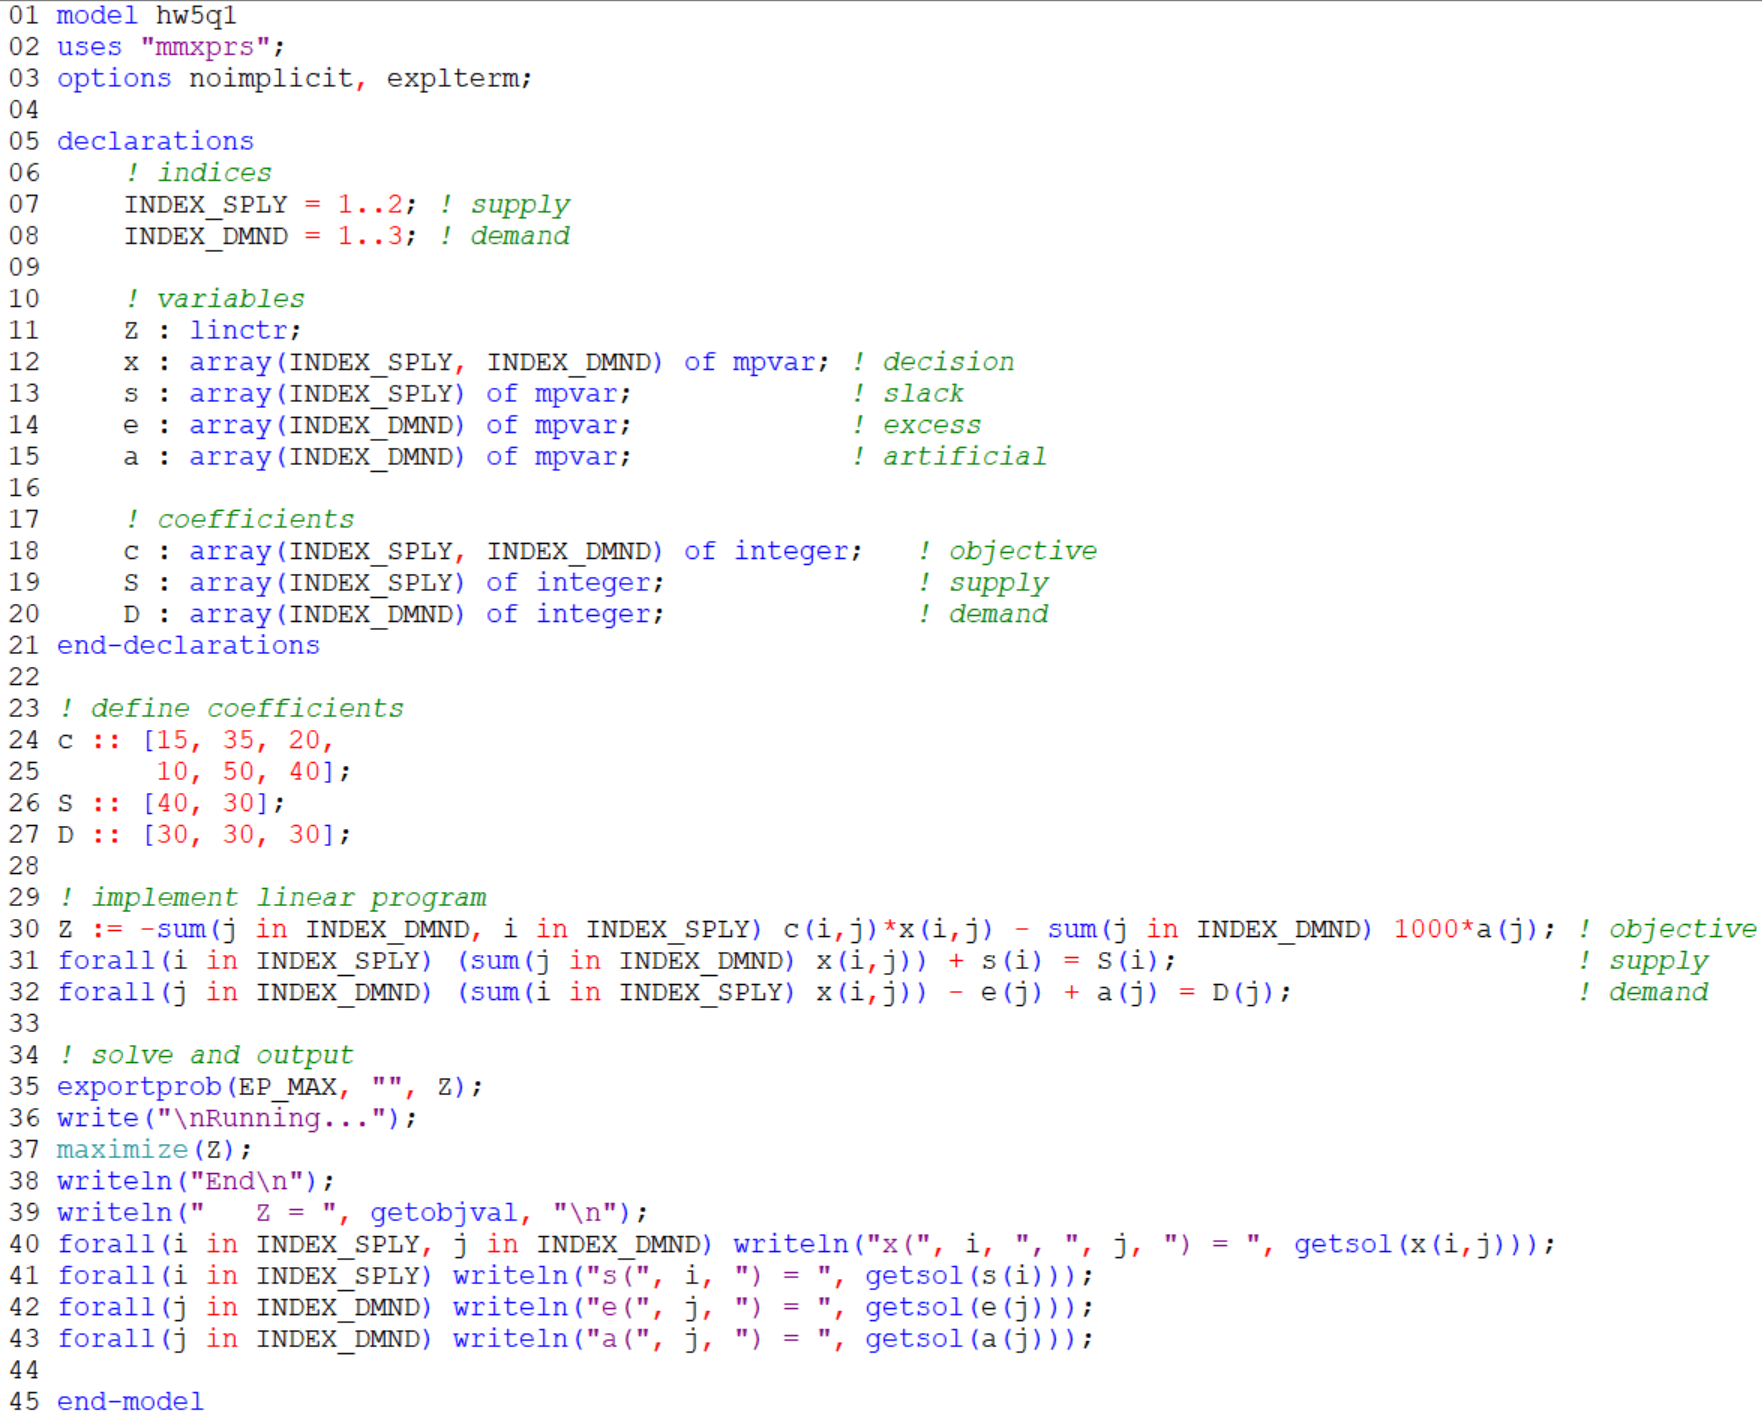 01 model hw5q1
02 uses "mmxprs";
03 options noimplicit, explterm;
04
05 declarations
06     ! indices
07     INDEX_SPLY = 1..2; ! supply
08     INDEX_DMND = 1..3; ! demand
09
10     ! variables
11     Z : linctr;
12     x : array(INDEX_SPLY, INDEX_DMND) of mpvar; ! decision
13     s : array(INDEX_SPLY) of mpvar;             ! slack
14     e : array(INDEX_DMND) of mpvar;             ! excess
15     a : array(INDEX_DMND) of mpvar;             ! artificial
16
17     ! coefficients
18     c : array(INDEX_SPLY, INDEX_DMND) of integer;   ! objective
19     S : array(INDEX_SPLY) of integer;               ! supply
20     D : array(INDEX_DMND) of integer;               ! demand
21 end-declarations
22
23 ! define coefficients
24 c :: [15, 35, 20,
25       10, 50, 40];
26 S :: [40, 30];
27 D :: [30, 30, 30];
28
29 ! implement linear program
30 Z := -sum(j in INDEX_DMND, i in INDEX_SPLY) c(i,j)*x(i,j) - sum(j in INDEX_DMND) 1000*a(j); ! objective
31 forall(i in INDEX_SPLY) (sum(j in INDEX_DMND) x(i,j)) + s(i) = S(i);                        ! supply
32 forall(j in INDEX_DMND) (sum(i in INDEX_SPLY) x(i,j)) - e(j) + a(j) = D(j);                 ! demand
33
34 ! solve and output
35 exportprob(EP_MAX, "", Z);
36 write("\nRunning...");
37 maximize(Z);
38 writeln("End\n");
39 writeln("   Z = ", getobjval, "\n");
40 forall(i in INDEX_SPLY, j in INDEX_DMND) writeln("x(", i, ", ", j, ") = ", getsol(x(i,j)));
41 forall(i in INDEX_SPLY) writeln("s(", i, ") = ", getsol(s(i)));
42 forall(j in INDEX_DMND) writeln("e(", j, ") = ", getsol(e(j)));
43 forall(j in INDEX_DMND) writeln("a(", j, ") = ", getsol(a(j)));
44
45 end-model